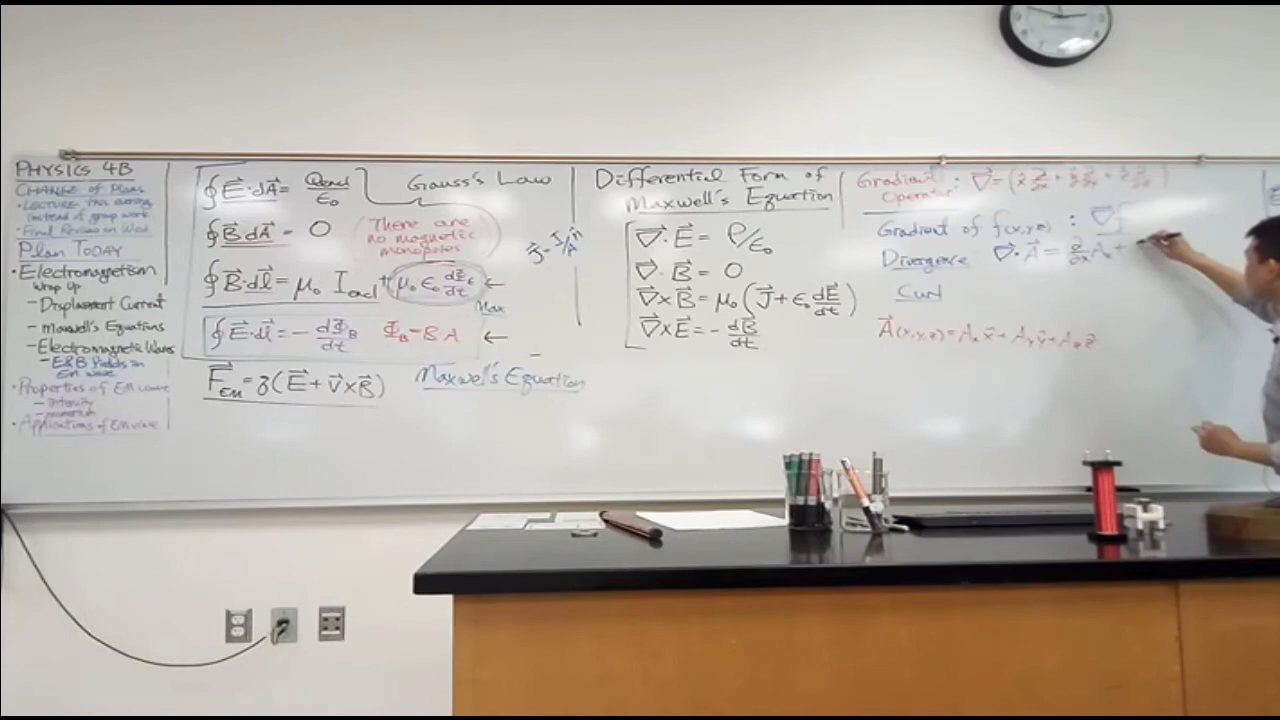 PHYSICS 4B
CHANGE of Plans
• LECTURE this evening
instead of group work
• Final Review on Wed.
Plan TODAY
• Electromagnetism
wrap up
- Displacement Current
- Maxwell's Equations
- Electromagnetic Waves
- E&B fields in
EM wave
• Properties of EM wave
- intensity
- momentum
• Applications of EM wave
∮E⃗·dA⃗ = Qencl/ε₀
Gauss's Law
∮B⃗·dA⃗ = 0
(There are
no magnetic
monopoles)
∮B⃗·dl⃗ = μ₀ Iencl + μ₀ε₀ dΦE/dt ←
Max
∮E⃗·dl⃗ = - dΦB/dt ΦB = B·A ←
F⃗EM = q(E⃗ + v⃗ × B⃗)
Maxwell's Equation
J⃗ = I/A n̂
Differential Form of
Maxwell's Equation
∇⃗·E⃗ = ρ/ε₀
∇⃗·B⃗ = 0
∇⃗×B⃗ = μ₀(J⃗ + ε₀ dE⃗/dt)
∇⃗×E⃗ = - dB⃗/dt
Gradient
Operator : ∇⃗ = (x̂ ∂/∂x + ŷ ∂/∂y + ẑ ∂/∂z)
Gradient of f(x,y,z) : ∇⃗f
Divergence ∇⃗·A⃗ = ∂/∂x Ax +
Curl
A⃗(x,y,z) = Ax x̂ + Ay ŷ + Az ẑ